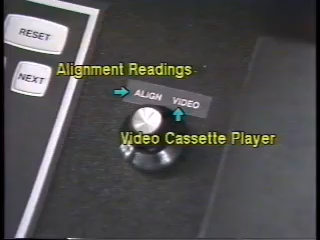 RESET
NEXT
Alignment Readings
ALIGN VIDEO
Video Cassette Player